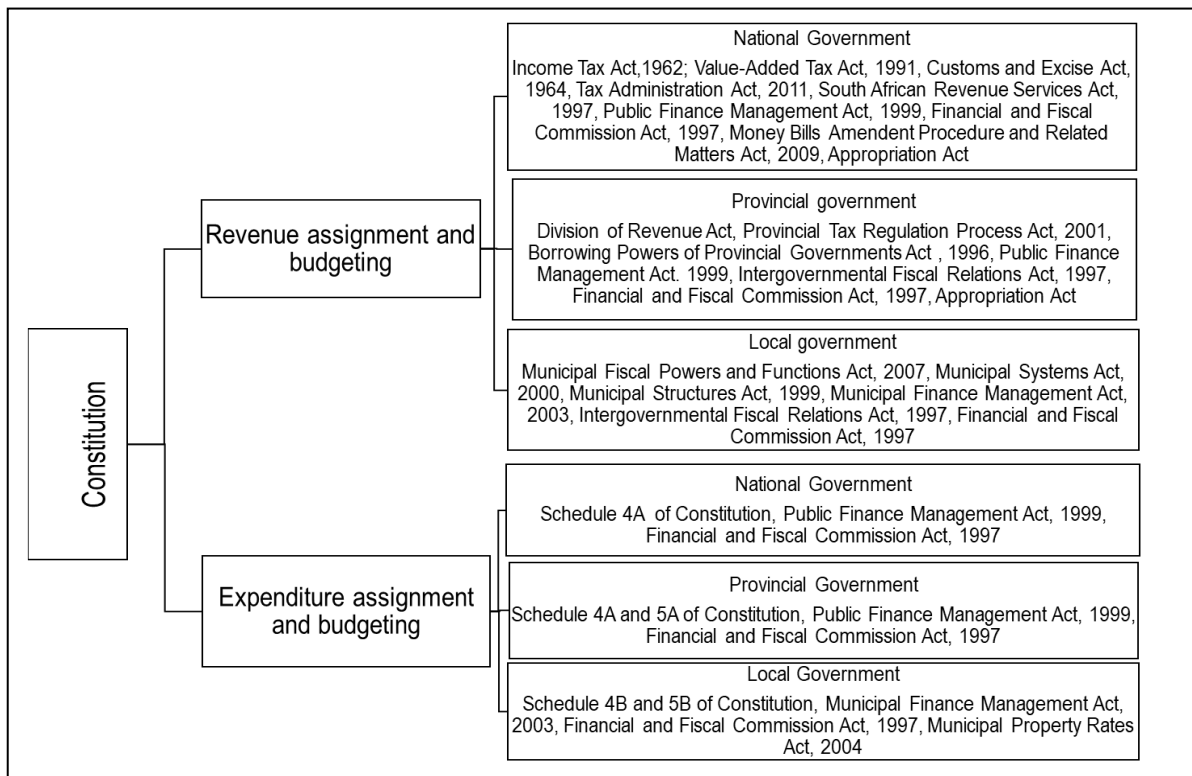 Constitution
Revenue assignment and
budgeting
National Government
Income Tax Act,1962; Value-Added Tax Act, 1991, Customs and Excise Act,
1964, Tax Administration Act, 2011, South African Revenue Services Act,
1997, Public Finance Management Act, 1999, Financial and Fiscal
Commission Act, 1997, Money Bills Amendent Procedure and Related
Matters Act, 2009, Appropriation Act
Provincial government
Division of Revenue Act, Provincial Tax Regulation Process Act, 2001,
Borrowing Powers of Provincial Governments Act , 1996, Public Finance
Management Act. 1999, Intergovernmental Fiscal Relations Act, 1997,
Financial and Fiscal Commission Act, 1997, Appropriation Act
Local government
Municipal Fiscal Powers and Functions Act, 2007, Municipal Systems Act,
2000, Municipal Structures Act, 1999, Municipal Finance Management Act,
2003, Intergovernmental Fiscal Relations Act, 1997, Financial and Fiscal
Commission Act, 1997
Expenditure assignment
and budgeting
National Government
Schedule 4A of Constitution, Public Finance Management Act, 1999,
Financial and Fiscal Commission Act, 1997
Provincial Government
Schedule 4A and 5A of Constitution, Public Finance Management Act, 1999,
Financial and Fiscal Commission Act, 1997
Local Government
Schedule 4B and 5B of Constitution, Municipal Finance Management Act,
2003, Financial and Fiscal Commission Act, 1997, Municipal Property Rates
Act, 2004